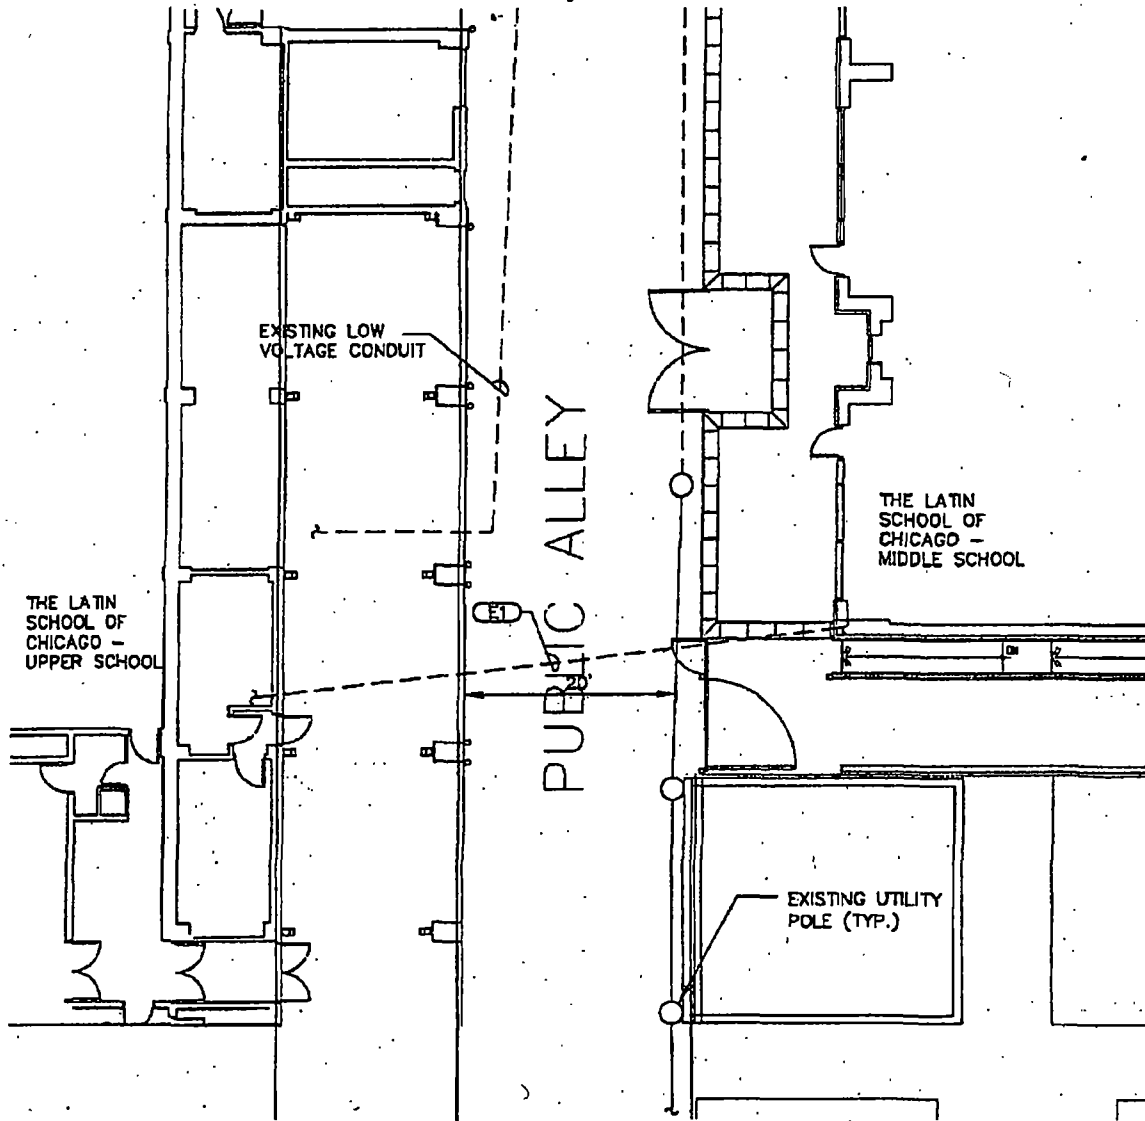 EXISTING LOW
VOLTAGE CONDUIT
PUBLIC ALLEY
THE LATIN
SCHOOL OF
CHICAGO –
MIDDLE SCHOOL
THE LATIN
SCHOOL OF
CHICAGO –
UPPER SCHOOL
E1
20'
EXISTING UTILITY
POLE (TYP.)